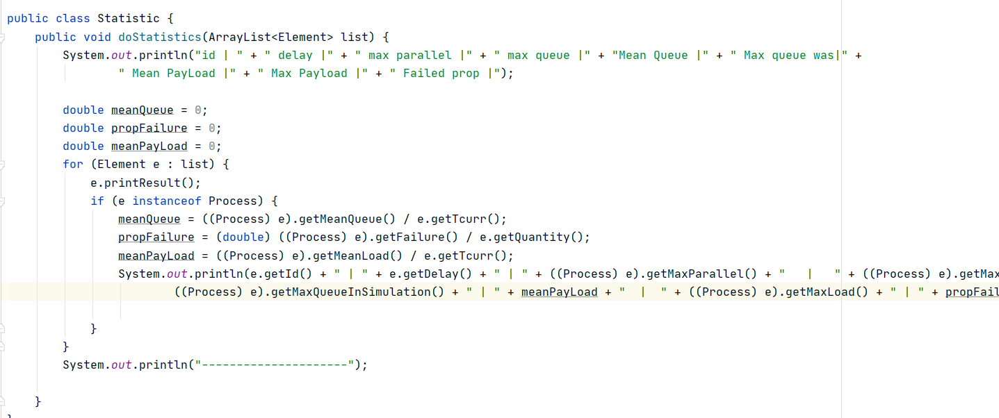 public class Statistic {
    public void doStatistics(ArrayList<Element> list) {
        System.out.println("id | " + " delay |" + " max parallel |" + " max queue |" + "Mean Queue |" + " Max queue was|" +
                " Mean PayLoad |" + " Max Payload |" + " Failed prop |");

        double meanQueue = 0;
        double propFailure = 0;
        double meanPayLoad = 0;
        for (Element e : list) {
            e.printResult();
            if (e instanceof Process) {
                meanQueue = ((Process) e).getMeanQueue() / e.getTcurr();
                propFailure = (double) ((Process) e).getFailure() / e.getQuantity();
                meanPayLoad = ((Process) e).getMeanLoad() / e.getTcurr();
                System.out.println(e.getId() + " | " + e.getDelay() + " | " + ((Process) e).getMaxParallel() + "   |   " + ((Process) e).getMax
                        ((Process) e).getMaxQueueInSimulation() + " | " + meanPayLoad + "  |  " + ((Process) e).getMaxLoad() + " | " + propFail

            }
        }
        System.out.println("---------------------");

    }
}